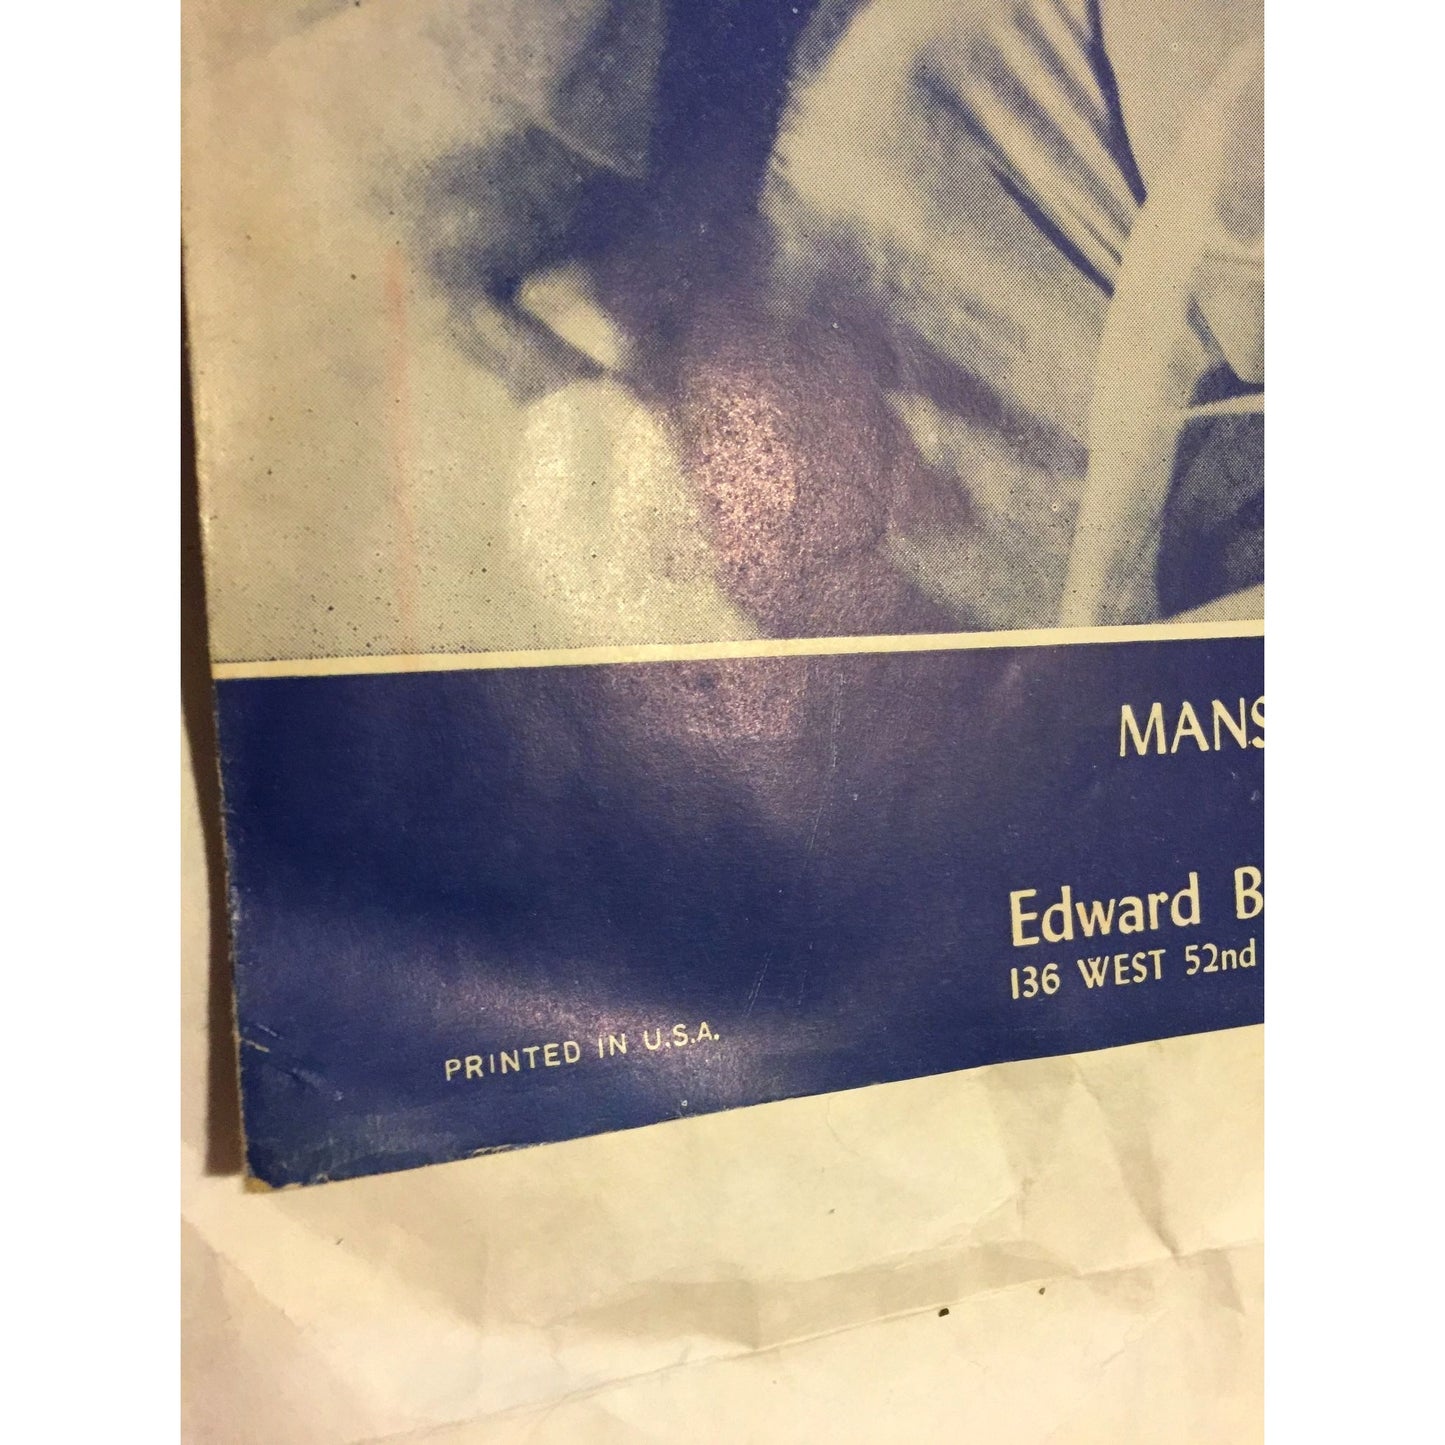 MANS
Edward B
136 WEST 52nd
PRINTED IN U.S.A.